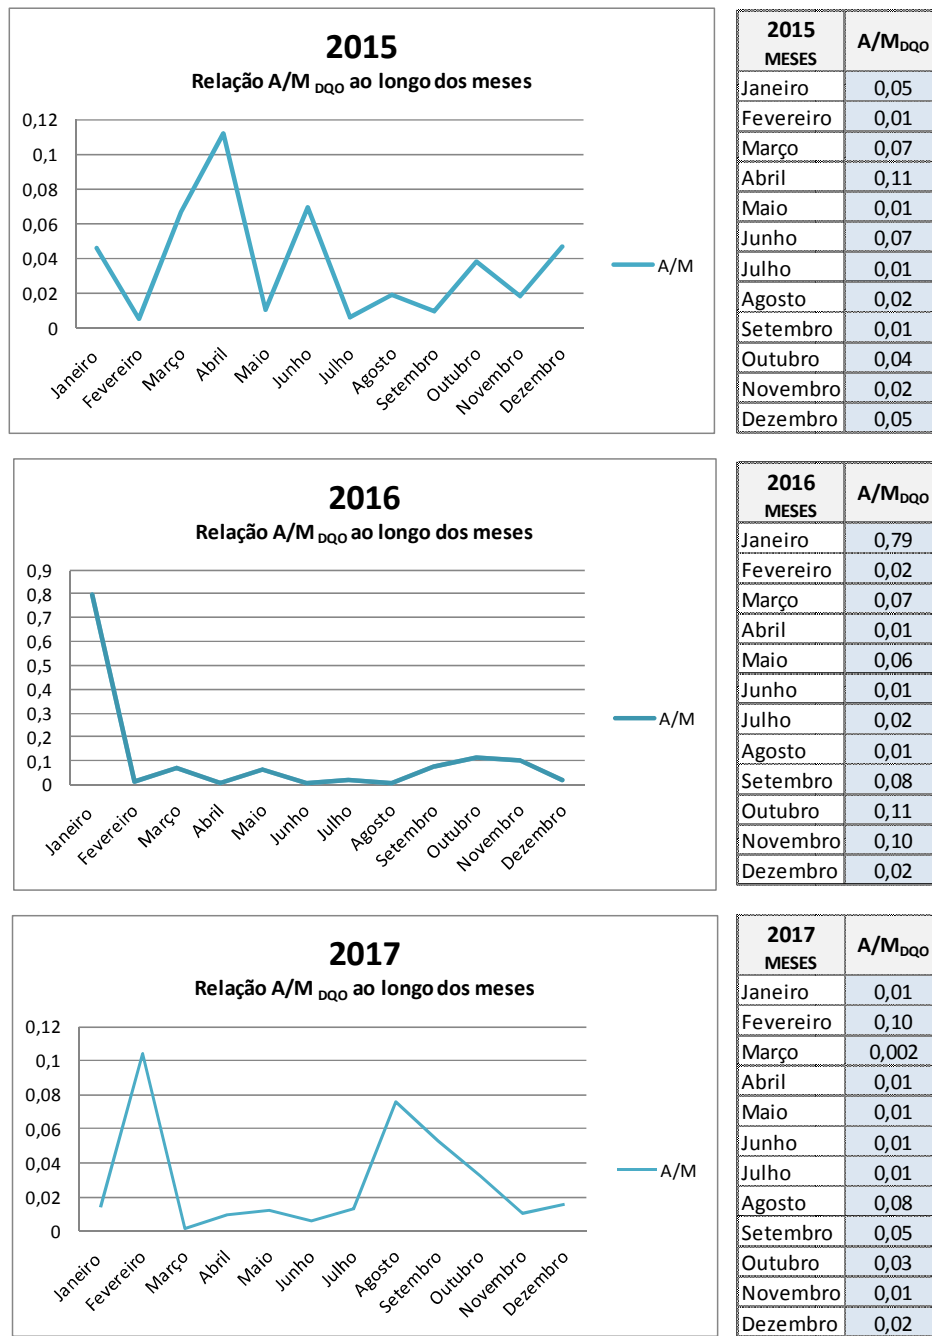 2015
Relação A/M DQO ao longo dos meses
0,12
0,1
0,08
0,06
0,04
0,02
0
Janeiro
Fevereiro
Março
Abril
Maio
Junho
Julho
Agosto
Setembro
Outubro
Novembro
Dezembro
A/M
2015 MESES A/MDQO
Janeiro 0,05
Fevereiro 0,01
Março 0,07
Abril 0,11
Maio 0,01
Junho 0,07
Julho 0,01
Agosto 0,02
Setembro 0,01
Outubro 0,04
Novembro 0,02
Dezembro 0,05
2016
Relação A/M DQO ao longo dos meses
0,9
0,8
0,7
0,6
0,5
0,4
0,3
0,2
0,1
0
Janeiro
Fevereiro
Março
Abril
Maio
Junho
Julho
Agosto
Setembro
Outubro
Novembro
Dezembro
A/M
2016 MESES A/MDQO
Janeiro 0,79
Fevereiro 0,02
Março 0,07
Abril 0,01
Maio 0,06
Junho 0,01
Julho 0,02
Agosto 0,01
Setembro 0,08
Outubro 0,11
Novembro 0,10
Dezembro 0,02
2017
Relação A/M DQO ao longo dos meses
0,12
0,1
0,08
0,06
0,04
0,02
0
Janeiro
Fevereiro
Março
Abril
Maio
Junho
Julho
Agosto
Setembro
Outubro
Novembro
Dezembro
A/M
2017 MESES A/MDQO
Janeiro 0,01
Fevereiro 0,10
Março 0,002
Abril 0,01
Maio 0,01
Junho 0,01
Julho 0,01
Agosto 0,08
Setembro 0,05
Outubro 0,03
Novembro 0,01
Dezembro 0,02